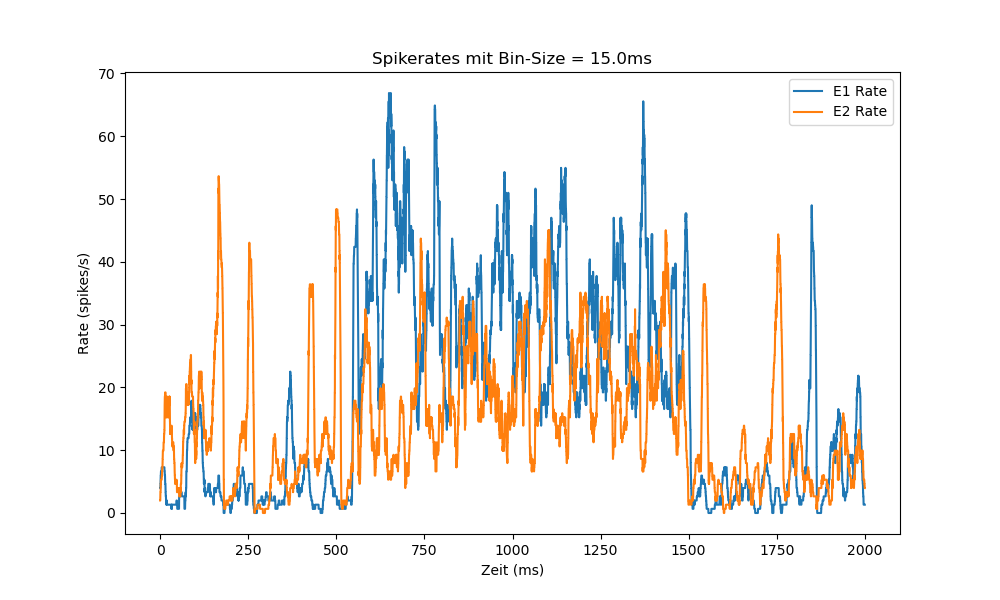 Spikerates mit Bin-Size = 15.0ms
E1 Rate
E2 Rate
Rate (spikes/s)
70
60
50
40
30
20
10
0
0 250 500 750 1000 1250 1500 1750 2000
Zeit (ms)